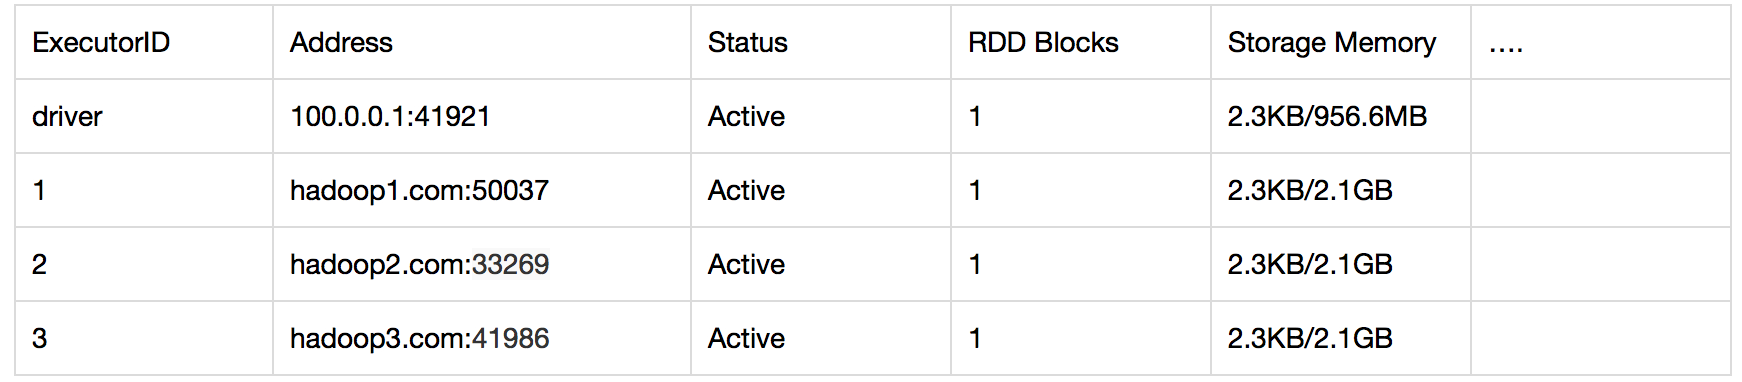 ExecutorID Address Status RDD Blocks Storage Memory ....
driver 100.0.0.1:41921 Active 1 2.3KB/956.6MB
1 hadoop1.com:50037 Active 1 2.3KB/2.1GB
2 hadoop2.com:33269 Active 1 2.3KB/2.1GB
3 hadoop3.com:41986 Active 1 2.3KB/2.1GB